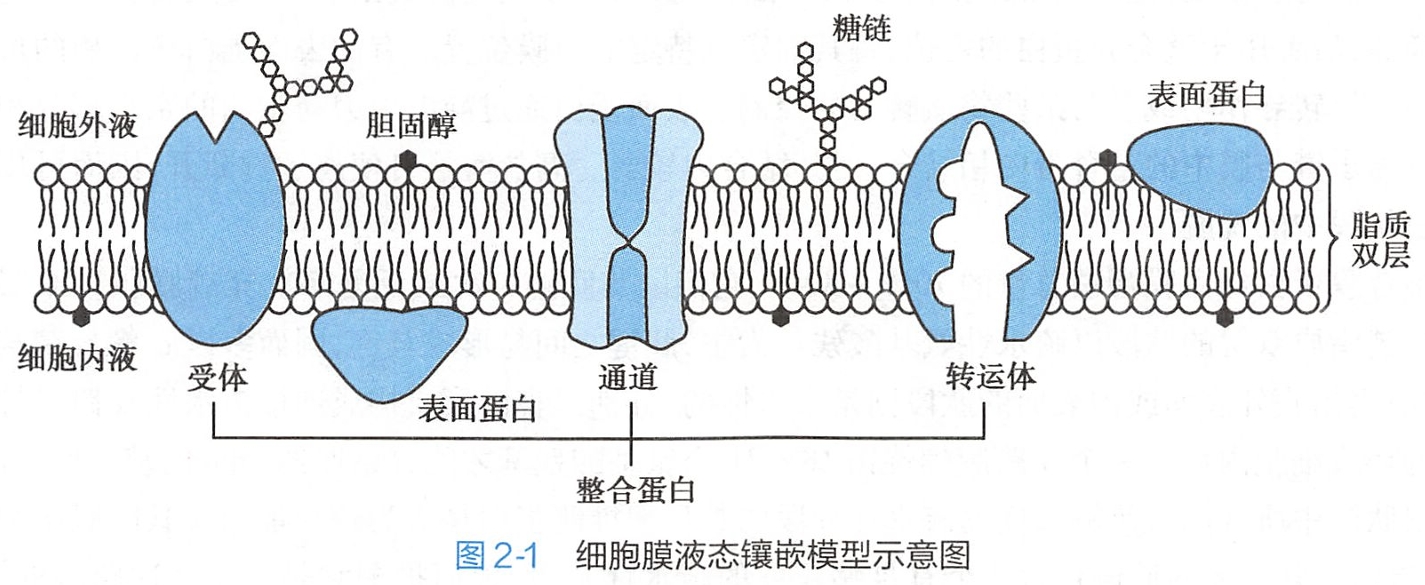 糖链
表面蛋白
细胞外液
胆固醇
脂质
双层
细胞内液
受体
表面蛋白
通道
转运体
整合蛋白
图 2-1 细胞膜液态镶嵌模型示意图